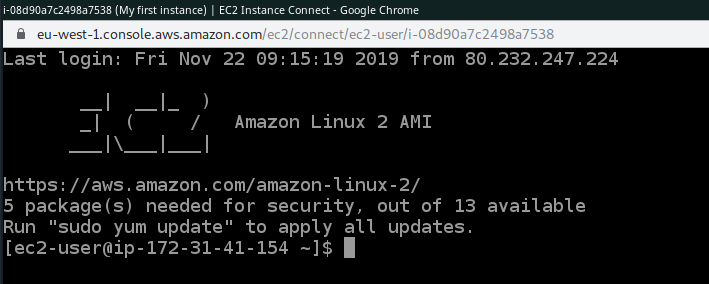 i-08d90a7c2498a7538 (My first instance) | EC2 Instance Connect - Google Chrome
eu-west-1.console.aws.amazon.com/ec2/connect/ec2-user/i-08d90a7c2498a7538
Last login: Fri Nov 22 09:15:19 2019 from 80.232.247.224
       __|  __|_  )
       _|  (     /   Amazon Linux 2 AMI
      ___|\___|___|
https://aws.amazon.com/amazon-linux-2/
5 package(s) needed for security, out of 13 available
Run "sudo yum update" to apply all updates.
[ec2-user@ip-172-31-41-154 ~]$